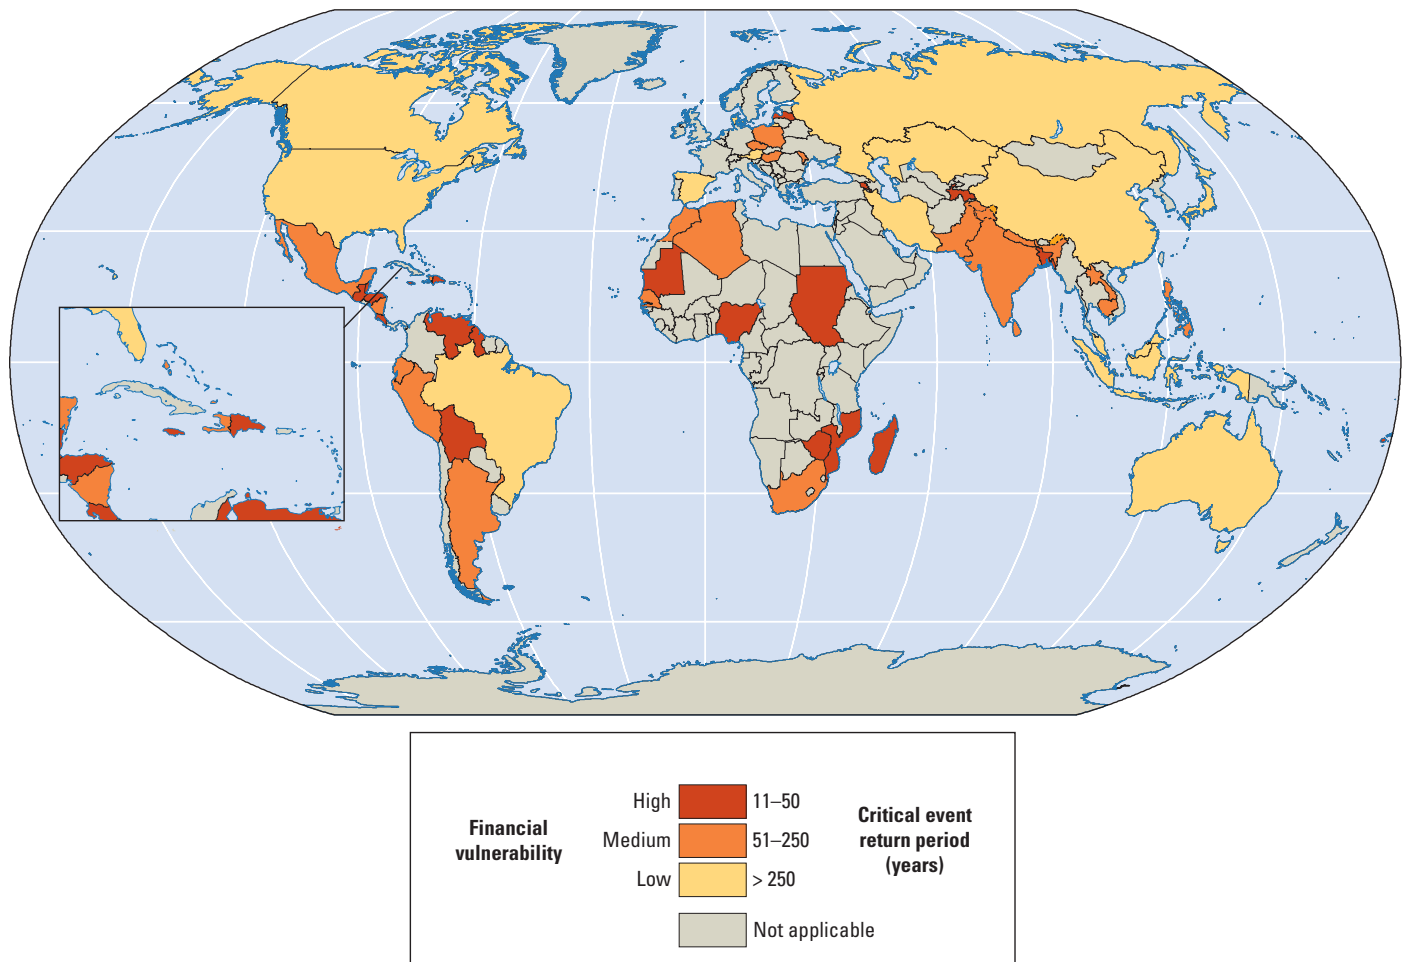 Financial
vulnerability
High
Medium
Low
11–50
51–250
> 250
Not applicable
Critical event
return period
(years)